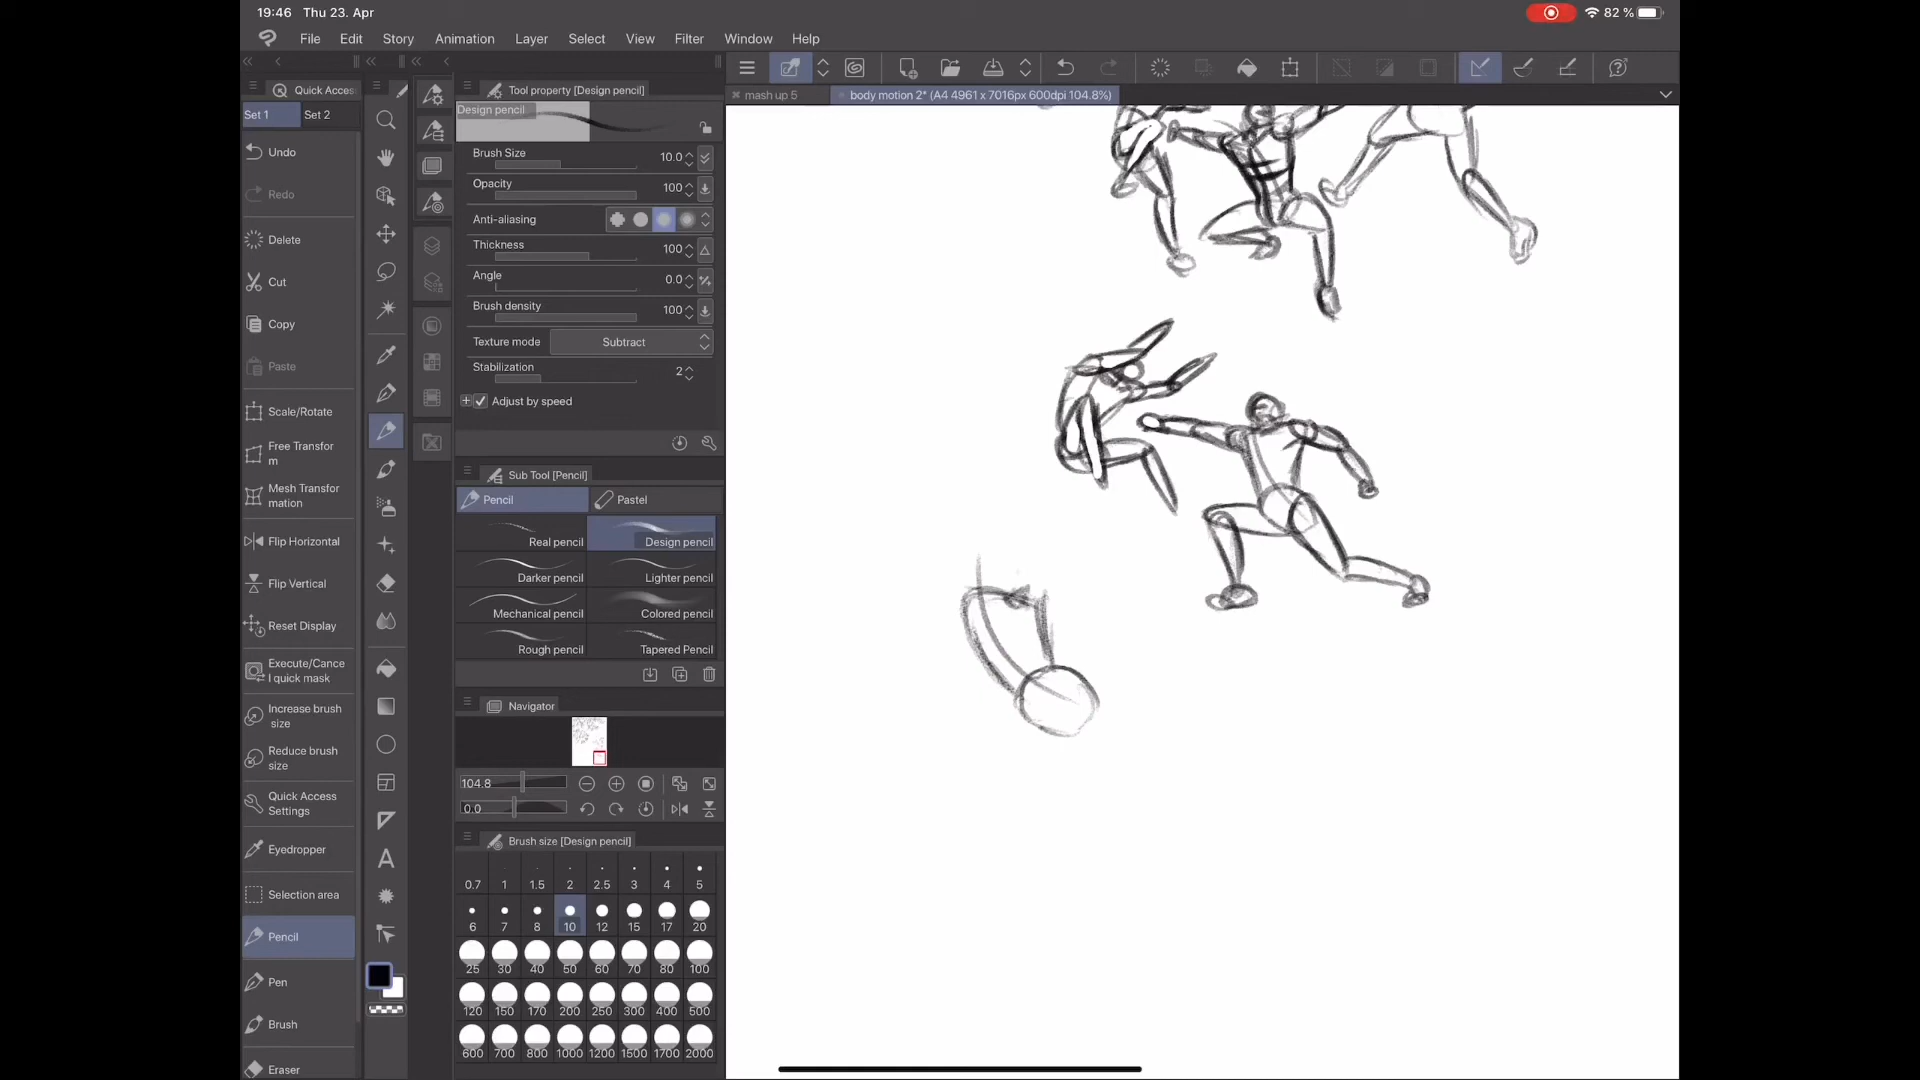 19:46 Thu 23. Apr
82 %
File Edit Story Animation Layer Select View Filter Window Help
Quick Acces
Set 1 Set 2
Undo
Redo
Delete
Cut
Copy
Paste
Scale/Rotate
Free Transfor
m
Mesh Transfor
mation
Flip Horizontal
Flip Vertical
Reset Display
Execute/Cance
l quick mask
Increase brush
size
Reduce brush
size
Quick Access
Settings
Eyedropper
Selection area
Pencil
Pen
Brush
Eraser
Tool property [Design pencil]
Design pencil
Brush Size 10.0
Opacity 100
Anti-aliasing
Thickness 100
Angle 0.0
Brush density 100
Texture mode Subtract
Stabilization 2
Adjust by speed
Sub Tool [Pencil]
Pencil Pastel
Real pencil Design pencil
Darker pencil Lighter pencil
Mechanical pencil Colored pencil
Rough pencil Tapered Pencil
Navigator
104.8
0.0
Brush size [Design pencil]
0.7 1 1.5 2 2.5 3 4 5
6 7 8 10 12 15 17 20
25 30 40 50 60 70 80 100
120 150 170 200 250 300 400 500
600 700 800 1000 1200 1500 1700 2000
mash up 5 body motion 2* (A4 4961 x 7016px 600dpi 104.8%)